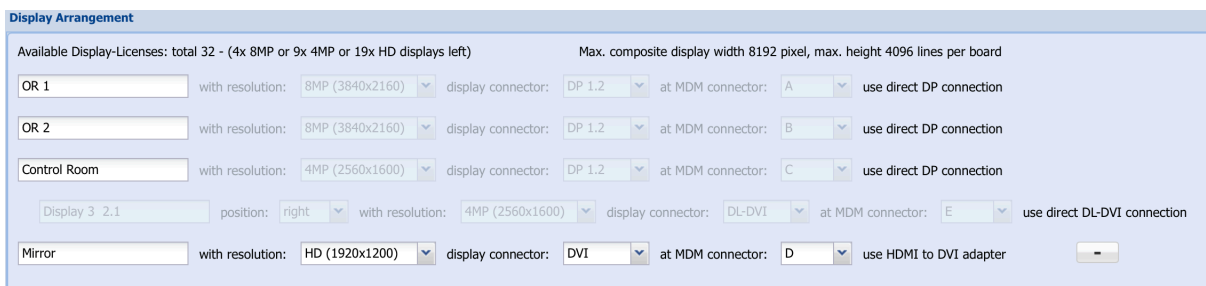 Display Arrangement
Available Display-Licenses: total 32 - (4x 8MP or 9x 4MP or 19x HD displays left) Max. composite display width 8192 pixel, max. height 4096 lines per board
OR 1 with resolution: 8MP (3840x2160) display connector: DP 1.2 at MDM connector: A use direct DP connection
OR 2 with resolution: 8MP (3840x2160) display connector: DP 1.2 at MDM connector: B use direct DP connection
Control Room with resolution: 4MP (2560x1600) display connector: DP 1.2 at MDM connector: C use direct DP connection
Display 3 2.1 position: right with resolution: 4MP (2560x1600) display connector: DL-DVI at MDM connector: E use direct DL-DVI connection
Mirror with resolution: HD (1920x1200) display connector: DVI at MDM connector: D use HDMI to DVI adapter -